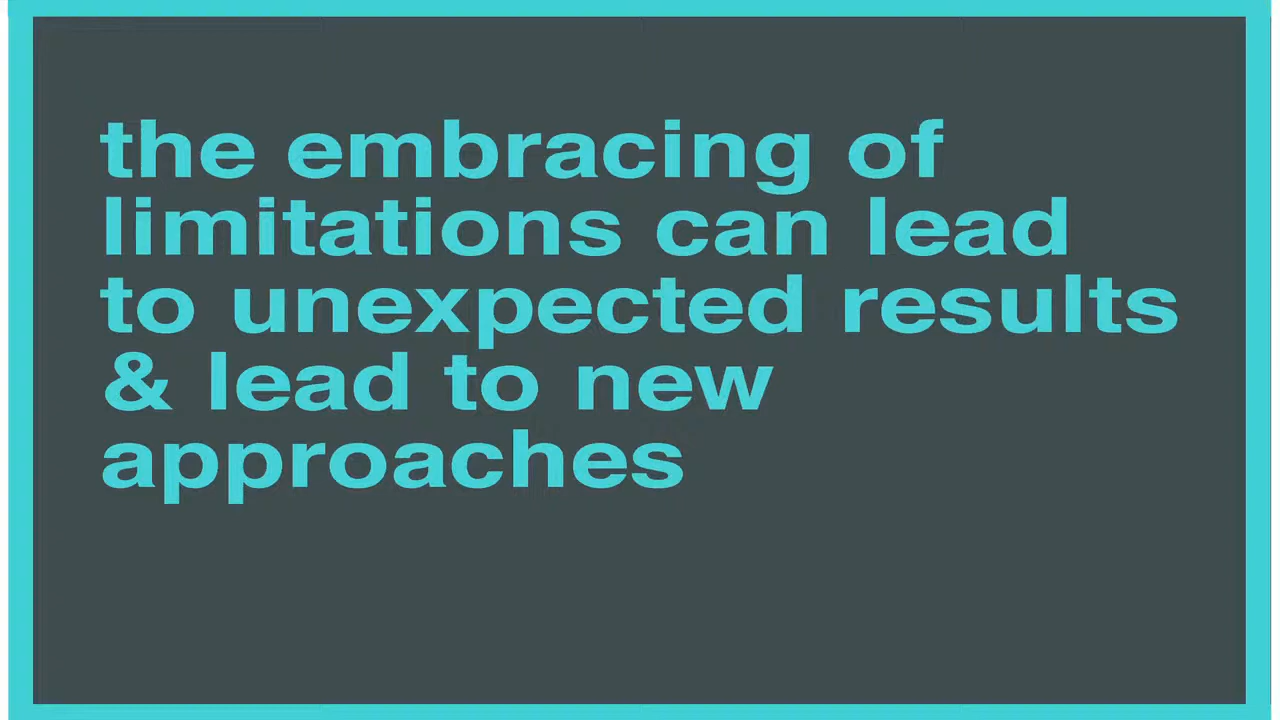 the embracing of
limitations can lead
to unexpected results
& lead to new
approaches